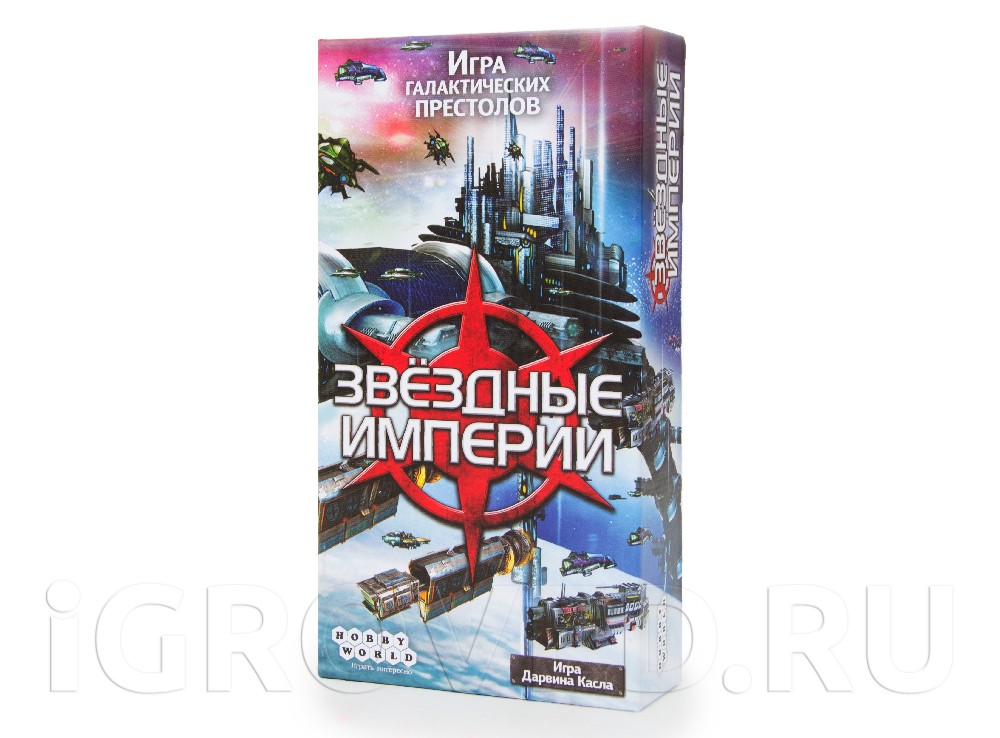 Игра
галактических
престолов
ЗВЁЗДНЫЕ
ИМПЕРИИ
ЗВЁЗДНЫЕ
ИМПЕРИИ
HOBBY
WORLD
Играть интересно
Игра
Дарвина Касла
iGROVED.RU